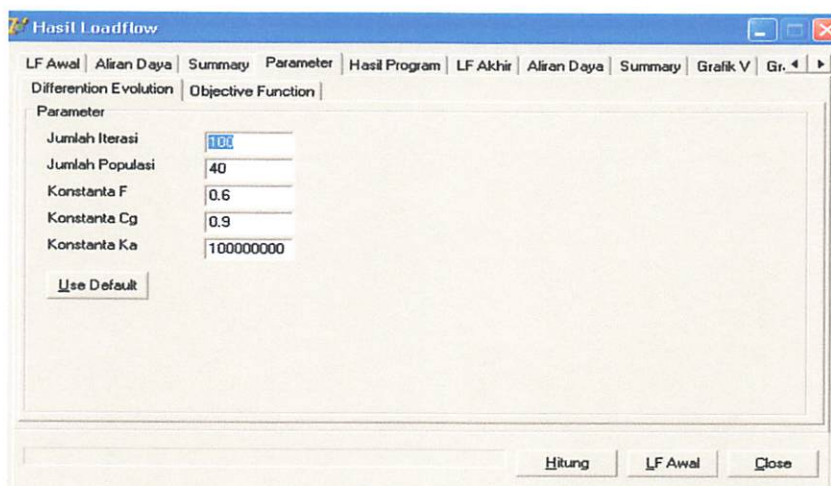 Hasil Loadflow
LF Awal Aliran Daya Summary Parameter Hasil Program LF Akhir Aliran Daya Summary Grafik V Gr.
Differention Evolution Objective Function
Parameter
Jumlah Iterasi 100
Jumlah Populasi 40
Konstanta F 0.6
Konstanta Cg 0.9
Konstanta Ka 100000000
Use Default
Hitung LF Awal Close